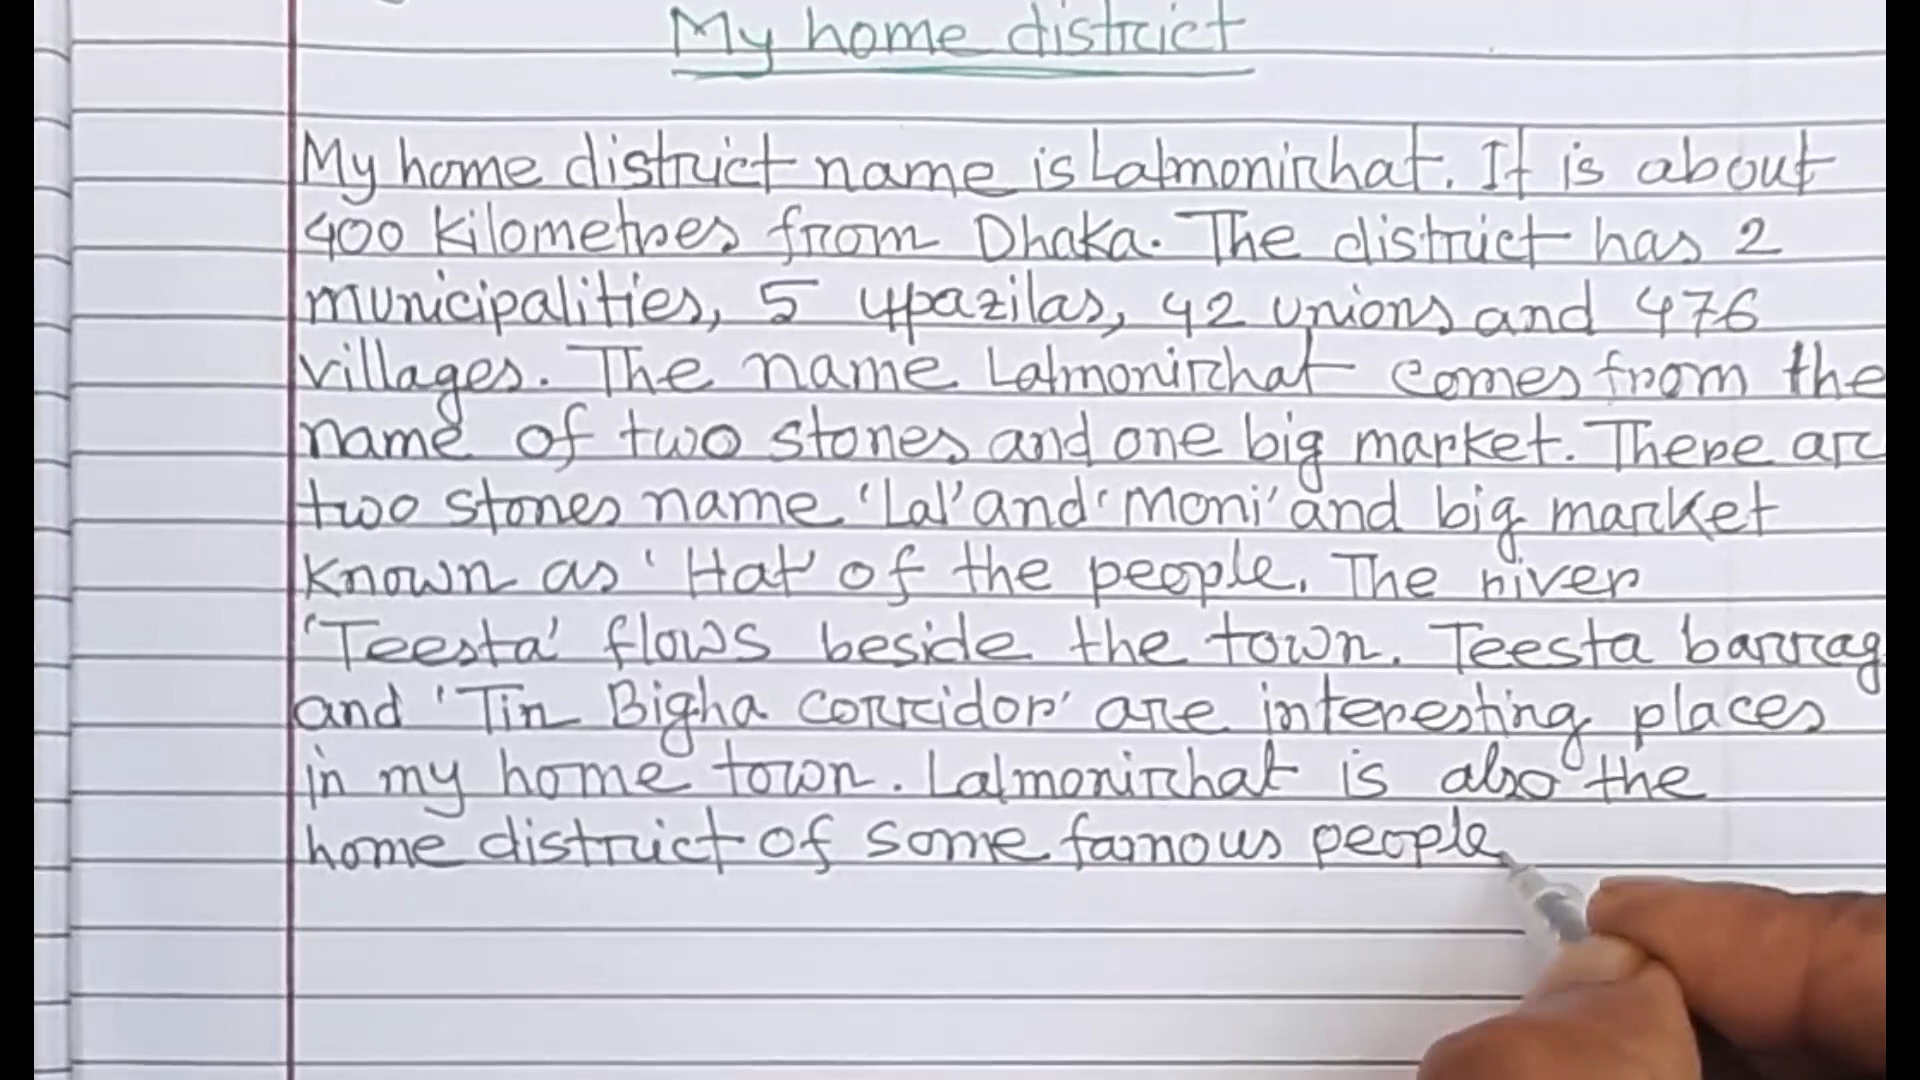 My home district
My home district name is Lalmonirhat. It is about
400 kilometres from Dhaka. The district has 2
municipalities, 5 upazilas, 42 unions and 476
villages. The name Lalmonirhat comes from the
name of two stones and one big market. There are
two stones name 'Lal' and 'Moni' and big market
known as 'Hat' of the people. The river
'Teesta' flows beside the town. Teesta barrag
and 'Tin Bigha corridor' are interesting places
in my home town. Lalmonirhat is also the
home district of some famous people